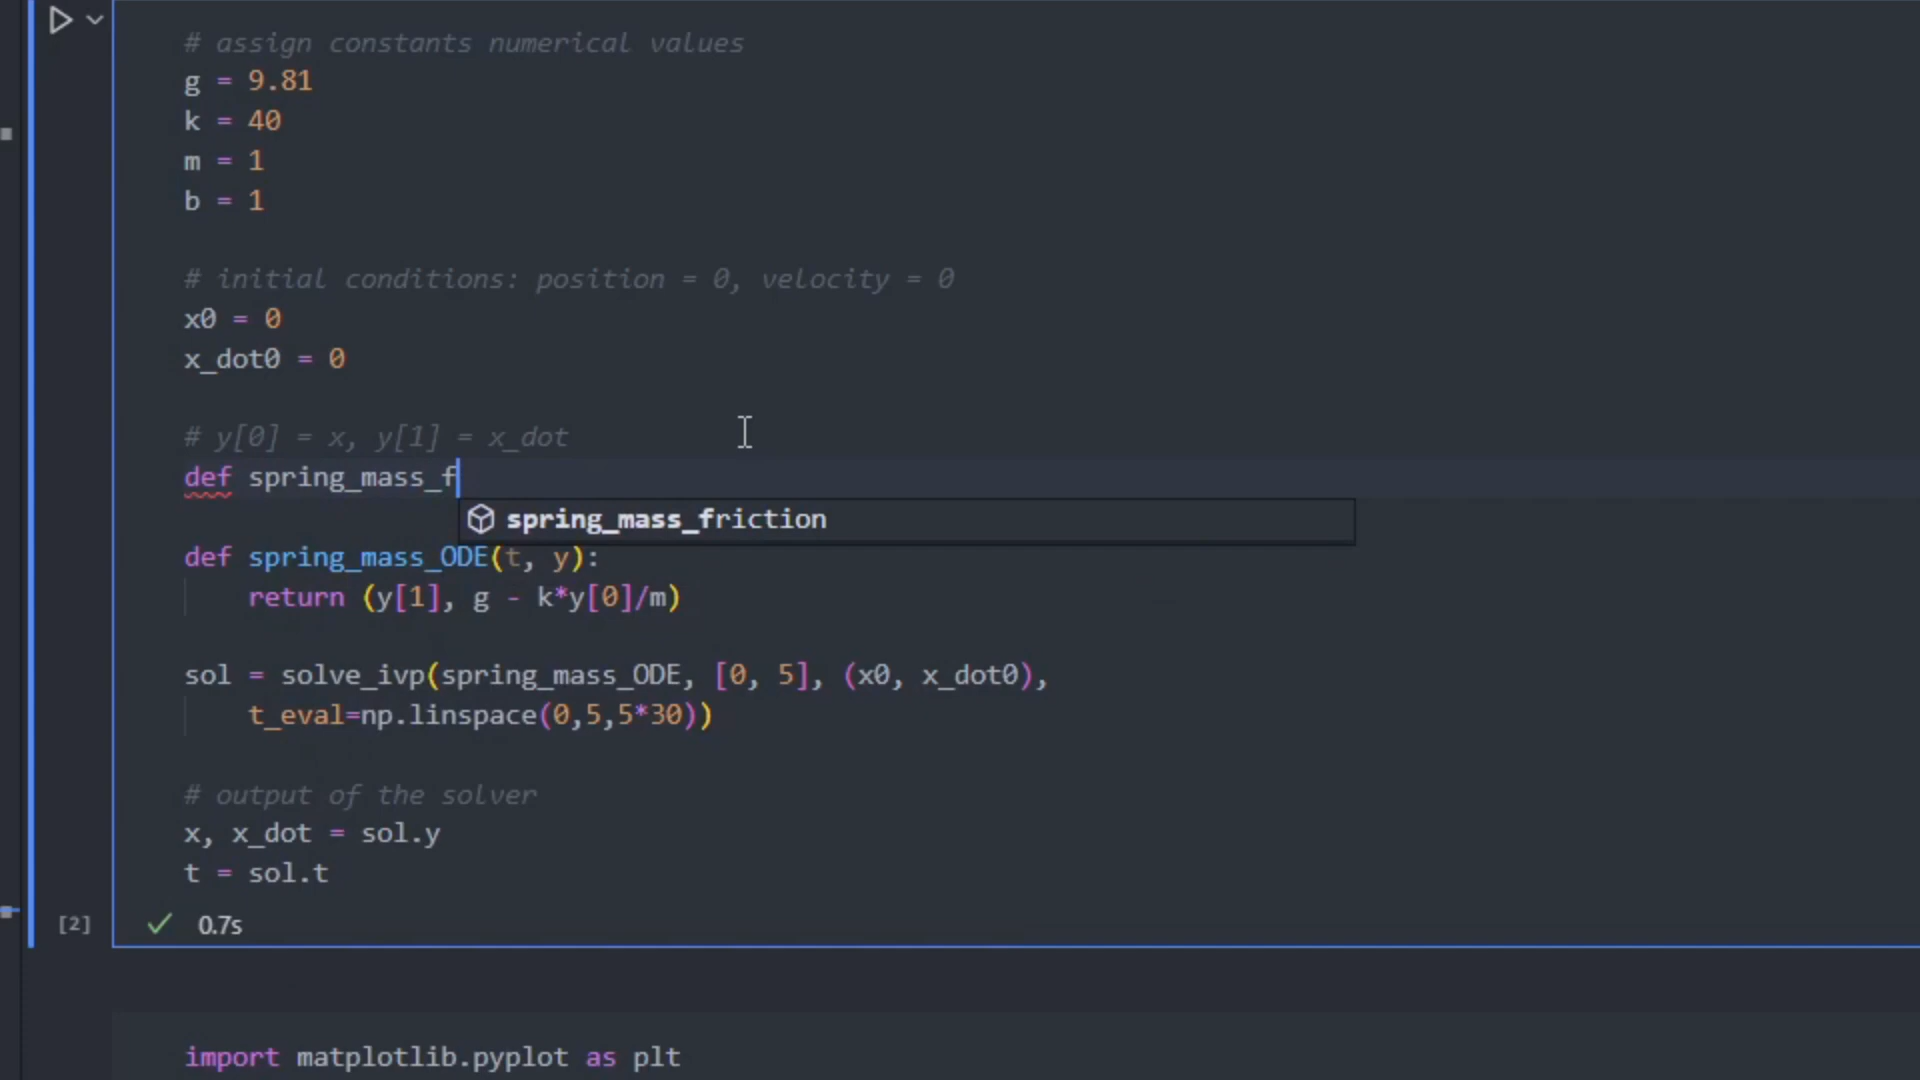 # assign constants numerical values
g = 9.81
k = 40
m = 1
b = 1
# initial conditions: position = 0, velocity = 0
x0 = 0
x_dot0 = 0
# y[0] = x, y[1] = x_dot
def spring_mass_f
spring_mass_friction
def spring_mass_ODE(t, y):
return (y[1], g - k*y[0]/m)
sol = solve_ivp(spring_mass_ODE, [0, 5], (x0, x_dot0),
t_eval=np.linspace(0,5,5*30))
# output of the solver
x, x_dot = sol.y
t = sol.t
[2] 0.7s
import matplotlib.pyplot as plt